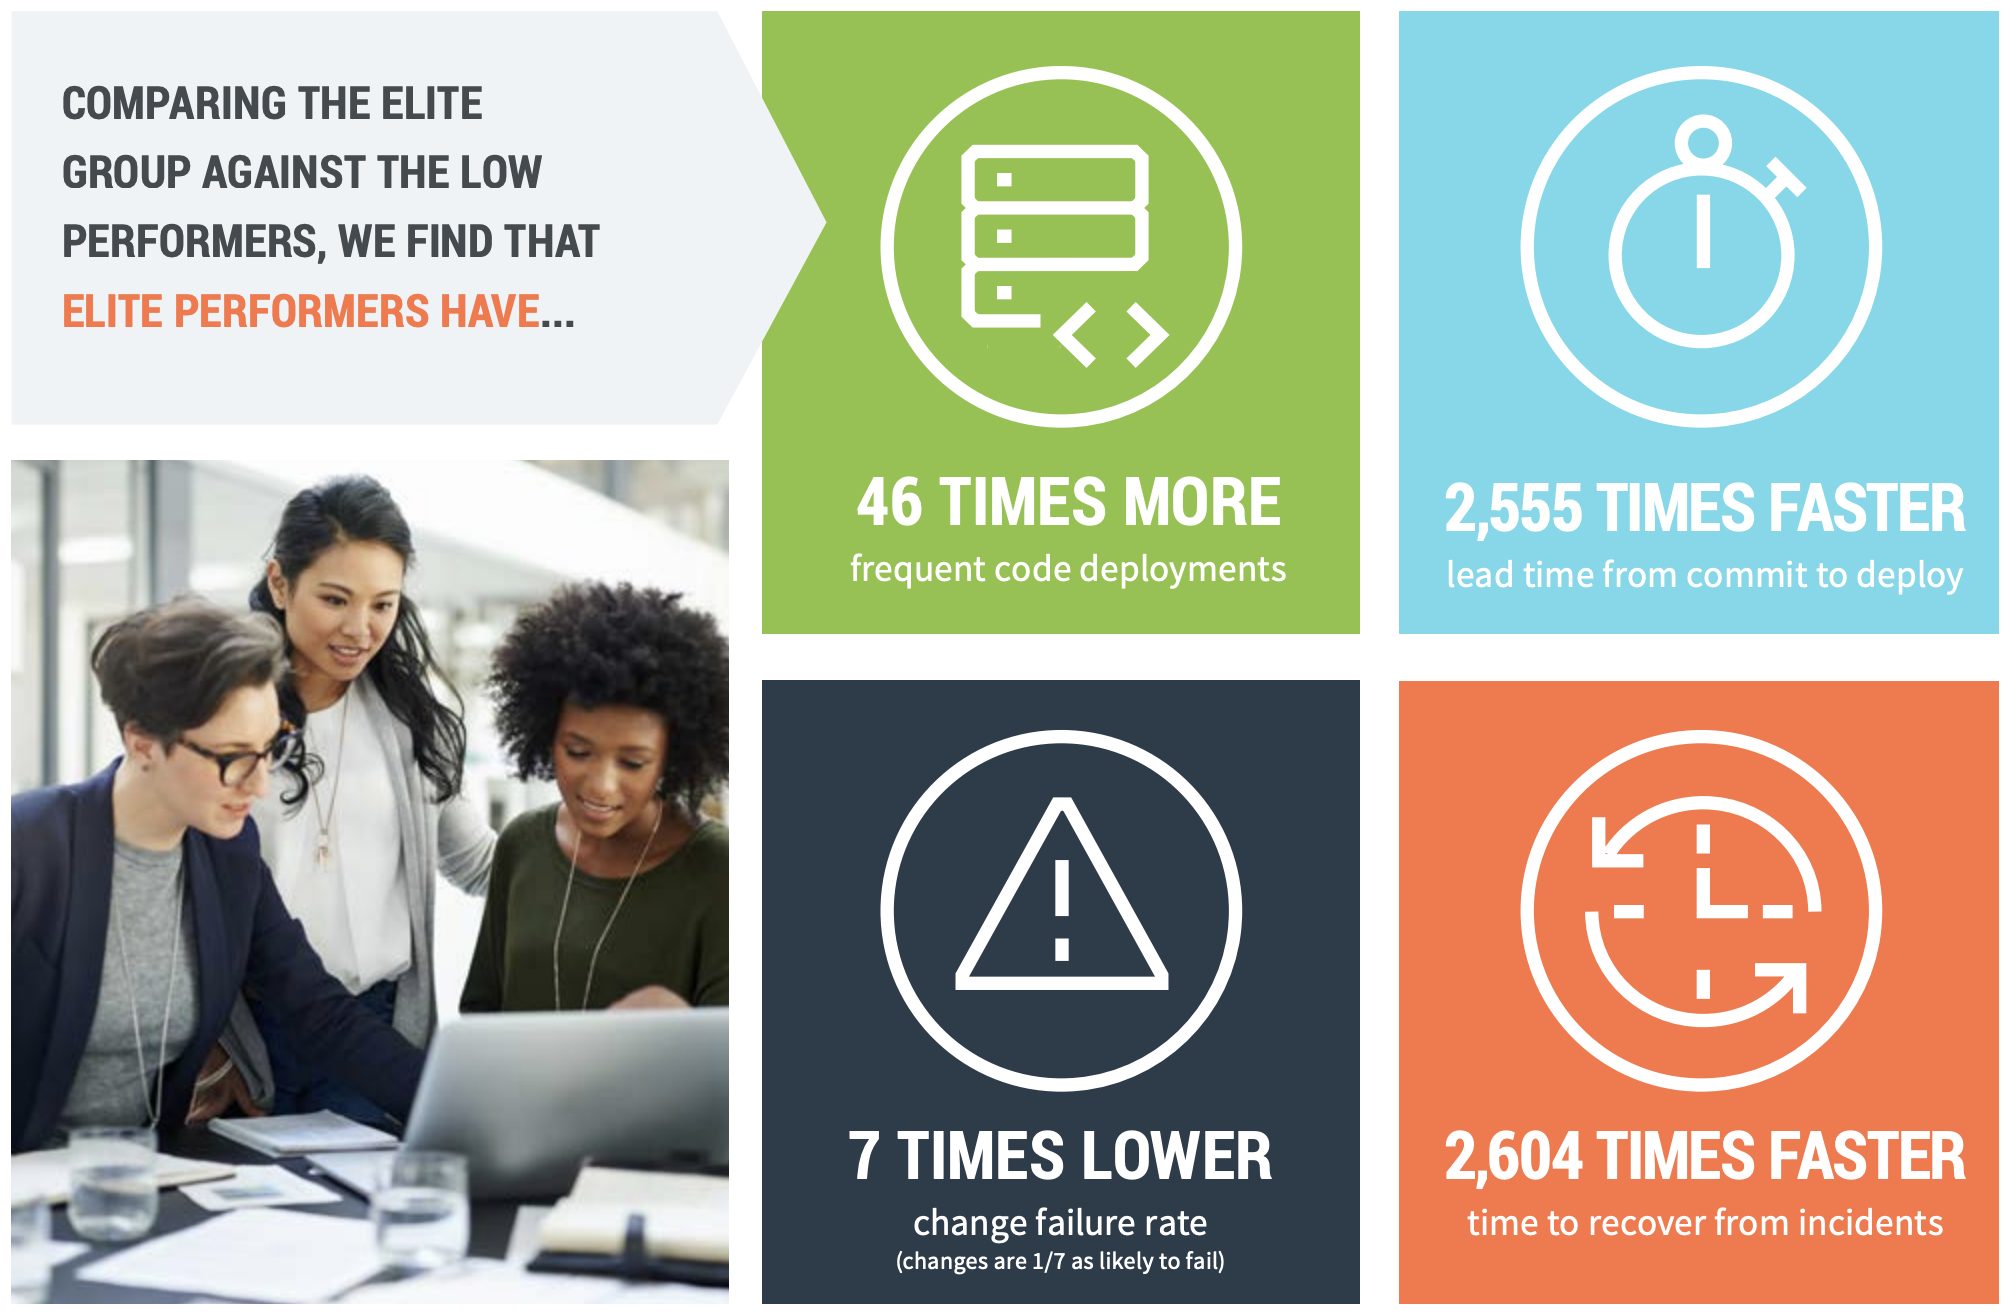 COMPARING THE ELITE
GROUP AGAINST THE LOW
PERFORMERS, WE FIND THAT
ELITE PERFORMERS HAVE...
46 TIMES MORE
frequent code deployments
2,555 TIMES FASTER
lead time from commit to deploy
7 TIMES LOWER
change failure rate
(changes are 1/7 as likely to fail)
2,604 TIMES FASTER
time to recover from incidents